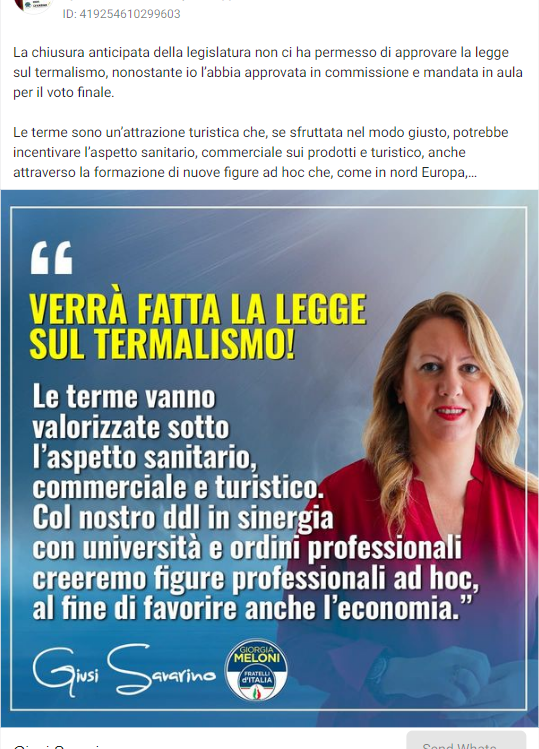 ID: 419254610299603
La chiusura anticipata della legislatura non ci ha permesso di approvare la legge
sul termalismo, nonostante io l'abbia approvata in commissione e mandata in aula
per il voto finale.
Le terme sono un'attrazione turistica che, se sfruttata nel modo giusto, potrebbe
incentivare l'aspetto sanitario, commerciale sui prodotti e turistico, anche
attraverso la formazione di nuove figure ad hoc che, come in nord Europa,...
“
VERRÀ FATTA LA LEGGE
SUL TERMALISMO!
Le terme vanno
valorizzate sotto
l'aspetto sanitario,
commerciale e turistico.
Col nostro ddl in sinergia
con università e ordini professionali
creeremo figure professionali ad hoc,
al fine di favorire anche l'economia.”
Giusi Savarino
GIORGIA
MELONI
FRATELLI
d'ITALIA